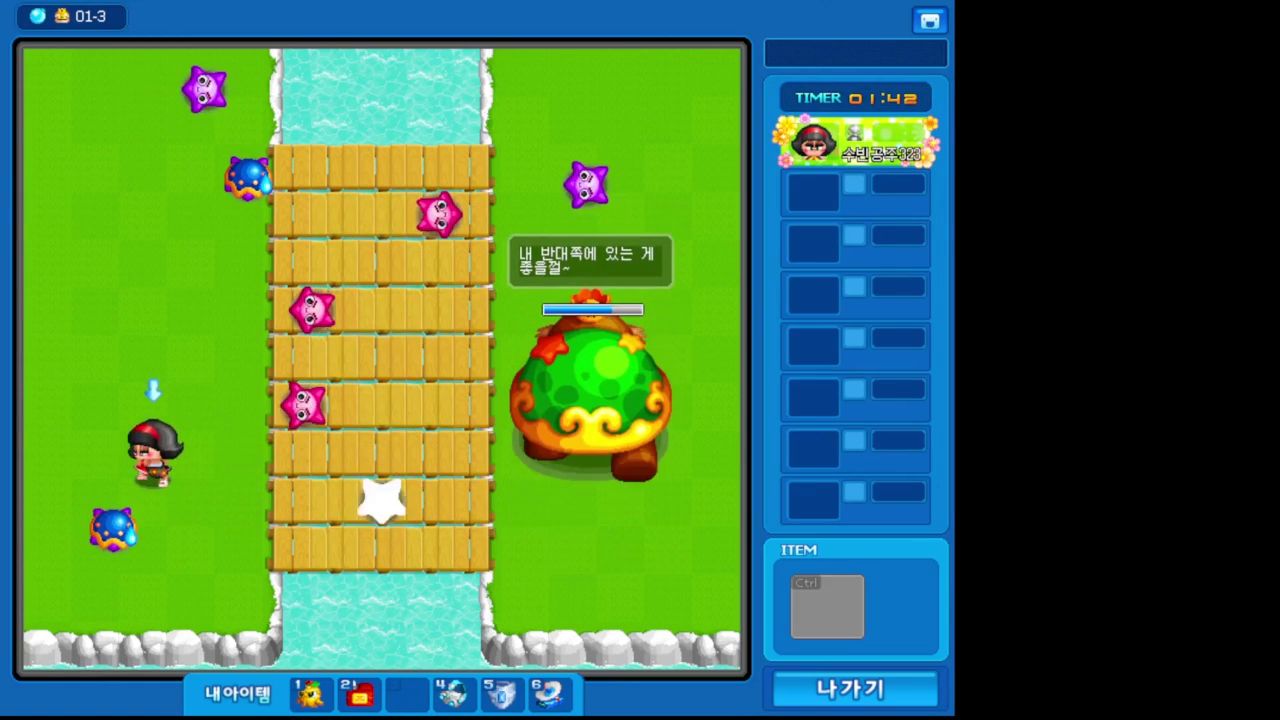 01-3
TIMER 01:42
수빈공주323
내 반대쪽에 있는 게
좋을걸~
ITEM
Ctrl
내아이템
1
2
4
5
6
나가기